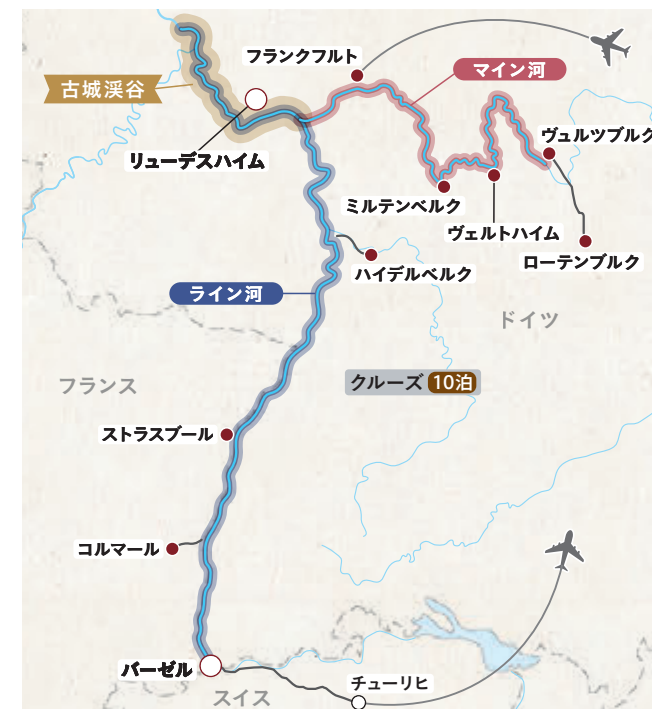 フランクフルト
マイン河
古城渓谷
ヴュルツブルク
リューデスハイム
ミルテンベルク
ヴェルトハイム
ローテンブルク
ハイデルベルク
ライン河
ドイツ
フランス
クルーズ 10泊
ストラスブール
コルマール
バーゼル
チューリヒ
スイス